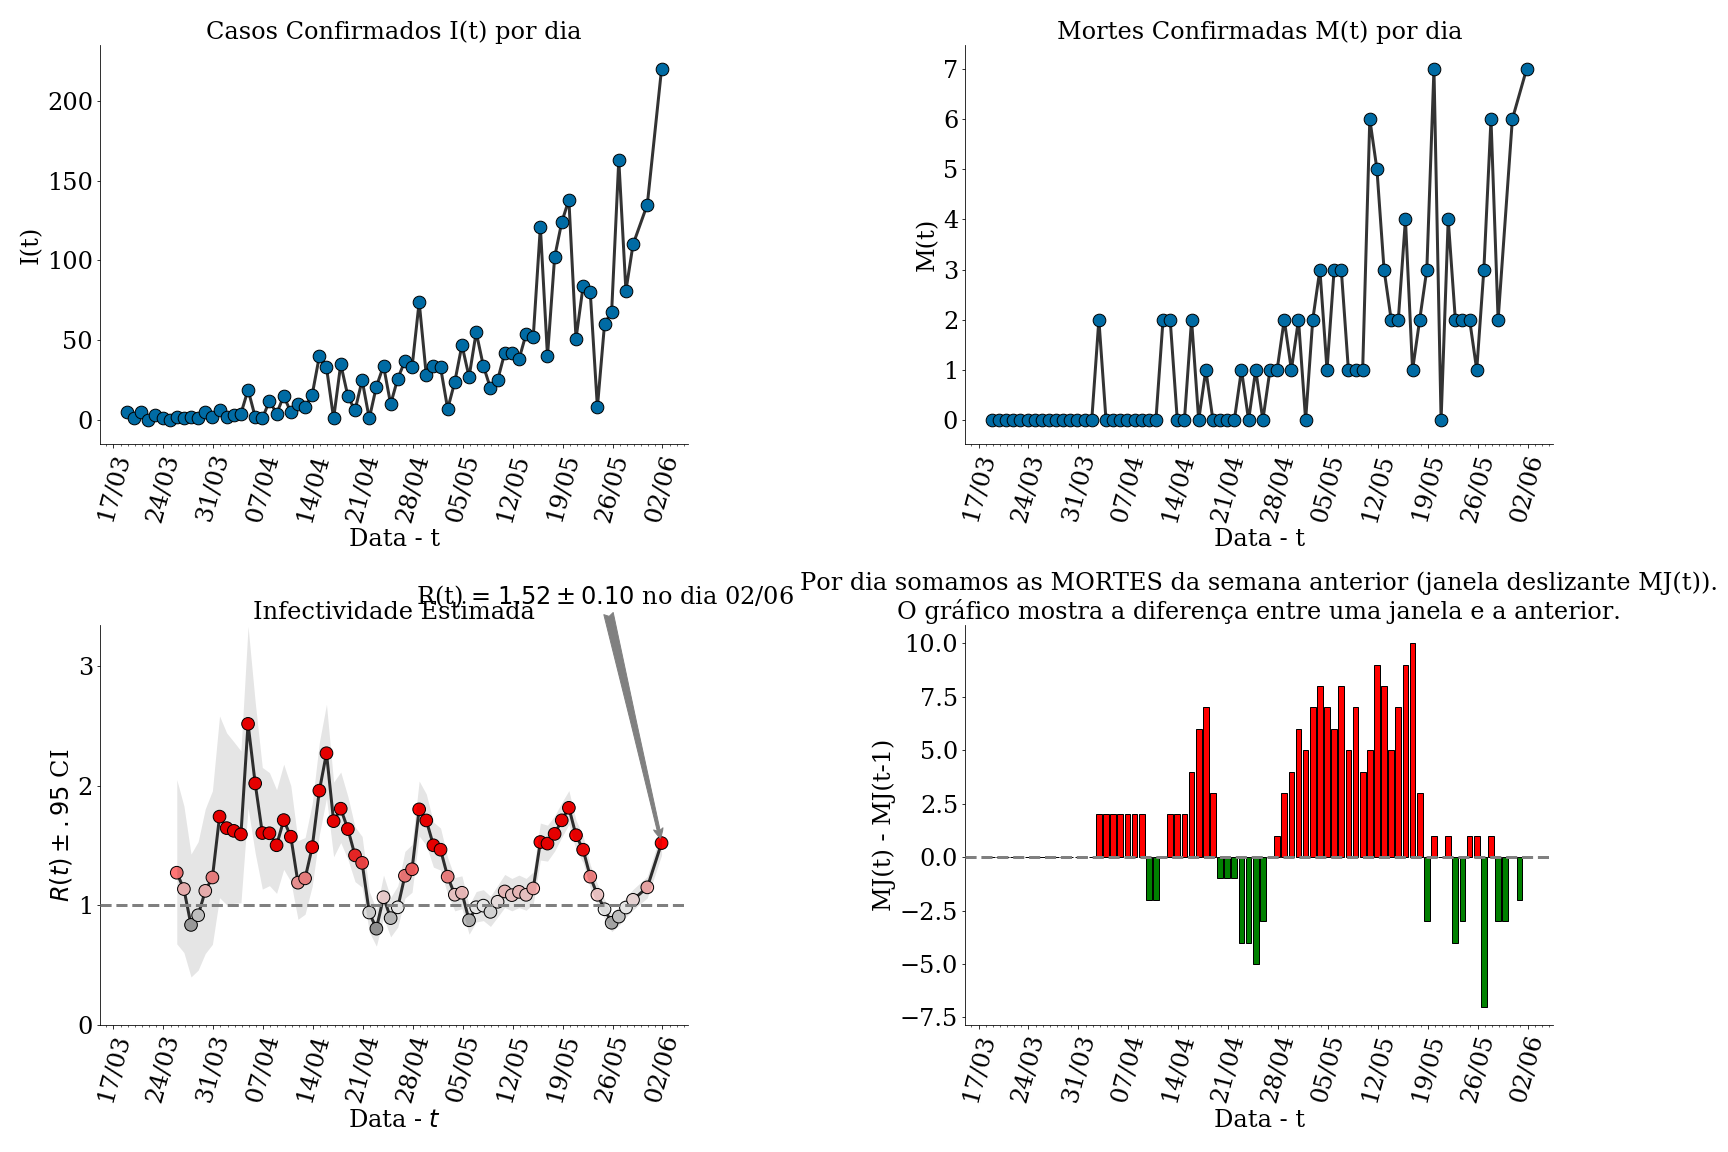 Casos Confirmados I(t) por dia
I(t)
200
150
100
50
0
17/03 24/03 31/03 07/04 14/04 21/04 28/04 05/05 12/05 19/05 26/05 02/06
Data - t
Mortes Confirmadas M(t) por dia
M(t)
7
6
5
4
3
2
1
0
17/03 24/03 31/03 07/04 14/04 21/04 28/04 05/05 12/05 19/05 26/05 02/06
Data - t
R(t) = 1.52 ± 0.10 no dia 02/06
Infectividade Estimada
R(t) ± .95 CI
3
2
1
0
17/03 24/03 31/03 07/04 14/04 21/04 28/04 05/05 12/05 19/05 26/05 02/06
Data - t
Por dia somamos as MORTES da semana anterior (janela deslizante MJ(t)).
O gráfico mostra a diferença entre uma janela e a anterior.
MJ(t) - MJ(t-1)
10.0
7.5
5.0
2.5
0.0
−2.5
−5.0
−7.5
17/03 24/03 31/03 07/04 14/04 21/04 28/04 05/05 12/05 19/05 26/05 02/06
Data - t